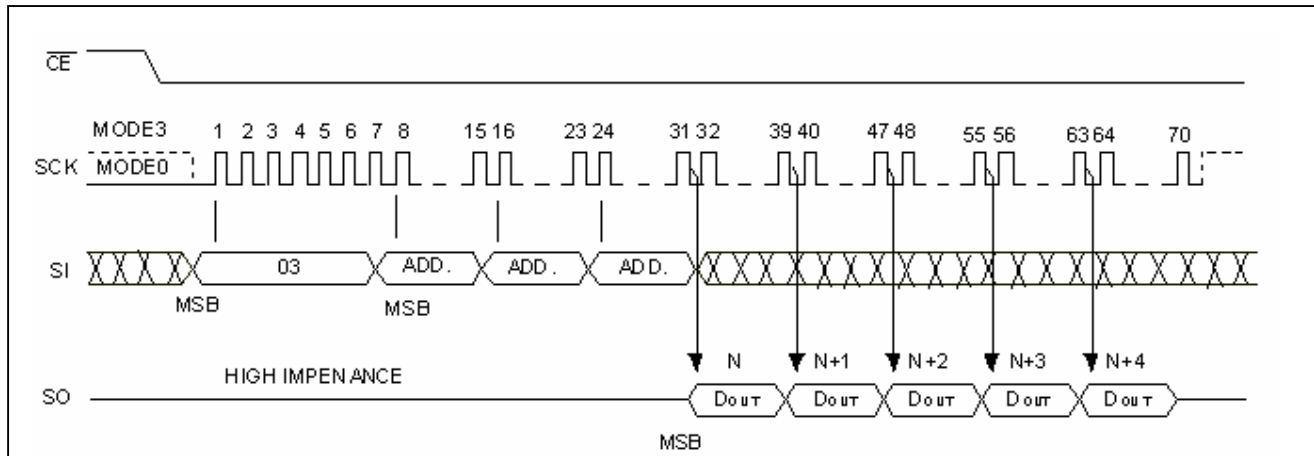 CE
MODE3 1 2 3 4 5 6 7 8 15 16 23 24 31 32 39 40 47 48 55 56 63 64 70
SCK MODE0
SI 03 ADD. ADD. ADD.
MSB MSB
N N+1 N+2 N+3 N+4
HIGH IMPENANCE
SO DOUT DOUT DOUT DOUT DOUT
MSB